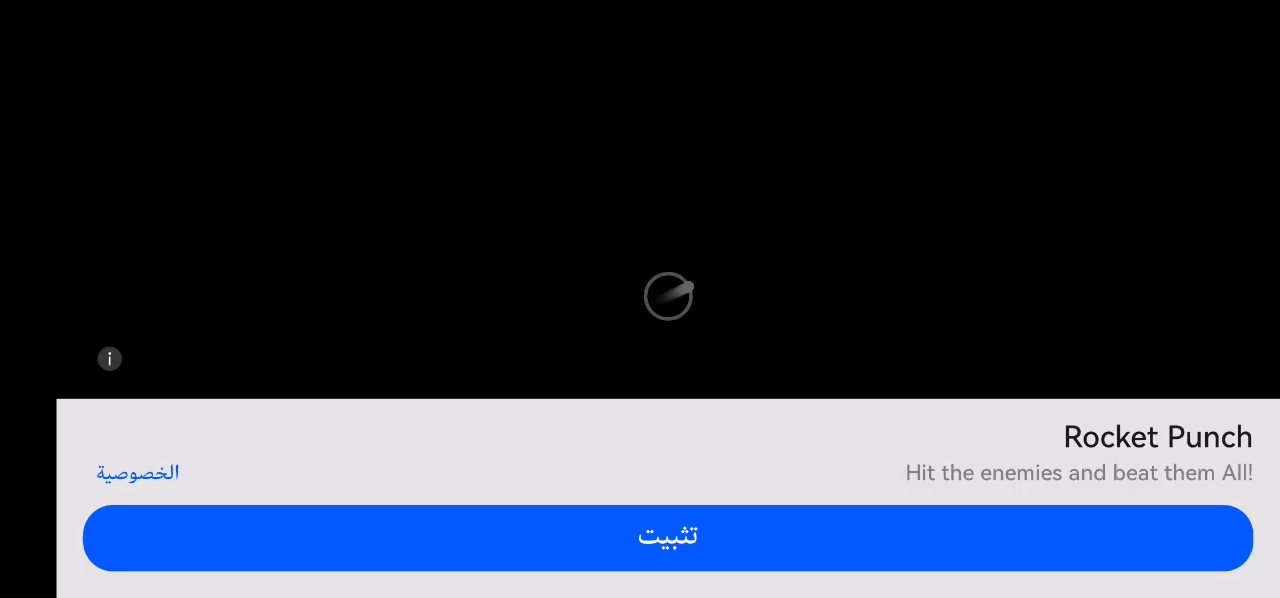 i
Rocket Punch
Hit the enemies and beat them All!
الخصوصية
تثبيت